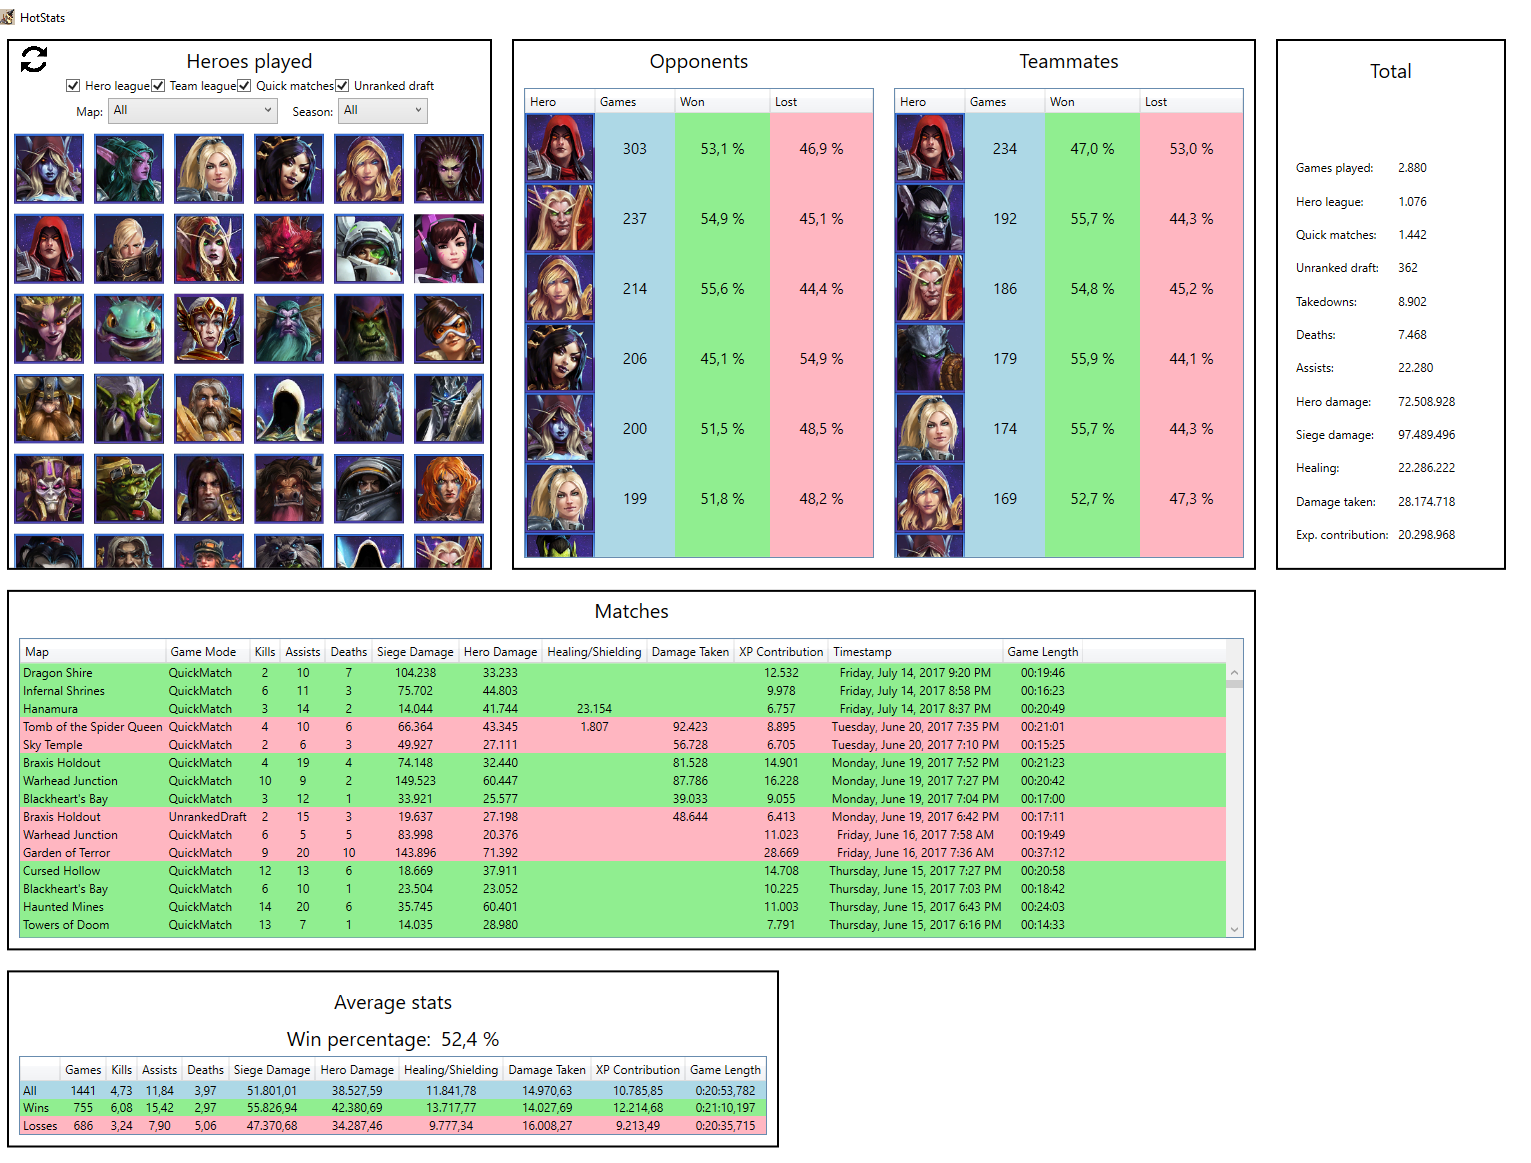 HotStats
Heroes played
Hero league Team league Quick matches Unranked draft
Map: All Season: All
Opponents
Hero Games Won Lost
303 53,1 % 46,9 %
237 54,9 % 45,1 %
214 55,6 % 44,4 %
206 45,1 % 54,9 %
200 51,5 % 48,5 %
199 51,8 % 48,2 %
Teammates
Hero Games Won Lost
234 47,0 % 53,0 %
192 55,7 % 44,3 %
186 54,8 % 45,2 %
179 55,9 % 44,1 %
174 55,7 % 44,3 %
169 52,7 % 47,3 %
Total
Games played: 2.880
Hero league: 1.076
Quick matches: 1.442
Unranked draft: 362
Takedowns: 8.902
Deaths: 7.468
Assists: 22.280
Hero damage: 72.508.928
Siege damage: 97.489.496
Healing: 22.286.222
Damage taken: 28.174.718
Exp. contribution: 20.298.968
Matches
Map Game Mode Kills Assists Deaths Siege Damage Hero Damage Healing/Shielding Damage Taken XP Contribution Timestamp Game Length
Dragon Shire QuickMatch 2 10 7 104.238 33.233 12.532 Friday, July 14, 2017 9:20 PM 00:19:46
Infernal Shrines QuickMatch 6 11 3 75.702 44.803 9.978 Friday, July 14, 2017 8:58 PM 00:16:23
Hanamura QuickMatch 3 14 2 14.044 41.744 23.154 6.757 Friday, July 14, 2017 8:37 PM 00:20:49
Tomb of the Spider Queen QuickMatch 4 10 6 66.364 43.345 1.807 92.423 8.895 Tuesday, June 20, 2017 7:35 PM 00:21:01
Sky Temple QuickMatch 2 6 3 49.927 27.111 56.728 6.705 Tuesday, June 20, 2017 7:10 PM 00:15:25
Braxis Holdout QuickMatch 4 19 4 74.148 32.440 81.528 14.901 Monday, June 19, 2017 7:52 PM 00:21:23
Warhead Junction QuickMatch 10 9 2 149.523 60.447 87.786 16.228 Monday, June 19, 2017 7:27 PM 00:20:42
Blackheart's Bay QuickMatch 3 12 1 33.921 25.577 39.033 9.055 Monday, June 19, 2017 7:04 PM 00:17:00
Braxis Holdout UnrankedDraft 2 15 3 19.637 27.198 48.644 6.413 Monday, June 19, 2017 6:42 PM 00:17:11
Warhead Junction QuickMatch 6 5 5 83.998 20.376 11.023 Friday, June 16, 2017 7:58 AM 00:19:49
Garden of Terror QuickMatch 9 20 10 143.896 71.392 28.669 Friday, June 16, 2017 7:36 AM 00:37:12
Cursed Hollow QuickMatch 12 13 6 18.669 37.911 14.708 Thursday, June 15, 2017 7:27 PM 00:20:58
Blackheart's Bay QuickMatch 6 10 1 23.504 23.052 10.225 Thursday, June 15, 2017 7:03 PM 00:18:42
Haunted Mines QuickMatch 14 20 6 35.745 60.401 11.003 Thursday, June 15, 2017 6:43 PM 00:24:03
Towers of Doom QuickMatch 13 7 1 14.035 28.980 7.791 Thursday, June 15, 2017 6:16 PM 00:14:33
Average stats
Win percentage: 52,4 %
Games Kills Assists Deaths Siege Damage Hero Damage Healing/Shielding Damage Taken XP Contribution Game Length
All 1441 4,73 11,84 3,97 51.801,01 38.527,59 11.841,78 14.970,63 10.785,85 0:20:53,782
Wins 755 6,08 15,42 2,97 55.826,94 42.380,69 13.717,77 14.027,69 12.214,68 0:21:10,197
Losses 686 3,24 7,90 5,06 47.370,68 34.287,46 9.777,34 16.008,27 9.213,49 0:20:35,715